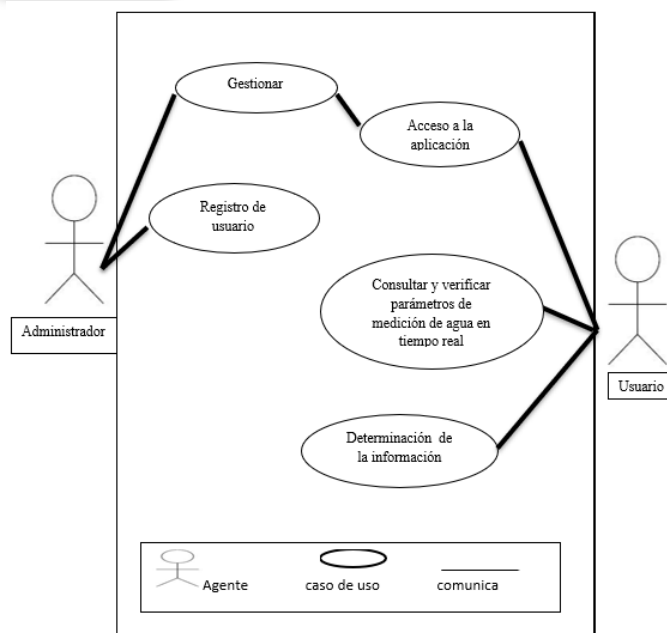 Gestionar
Acceso a la
aplicación
Registro de
usuario
Administrador
Consultar y verificar
parámetros de
medición de agua en
tiempo real
Usuario
Determinación de
la información
Agente
caso de uso
comunica